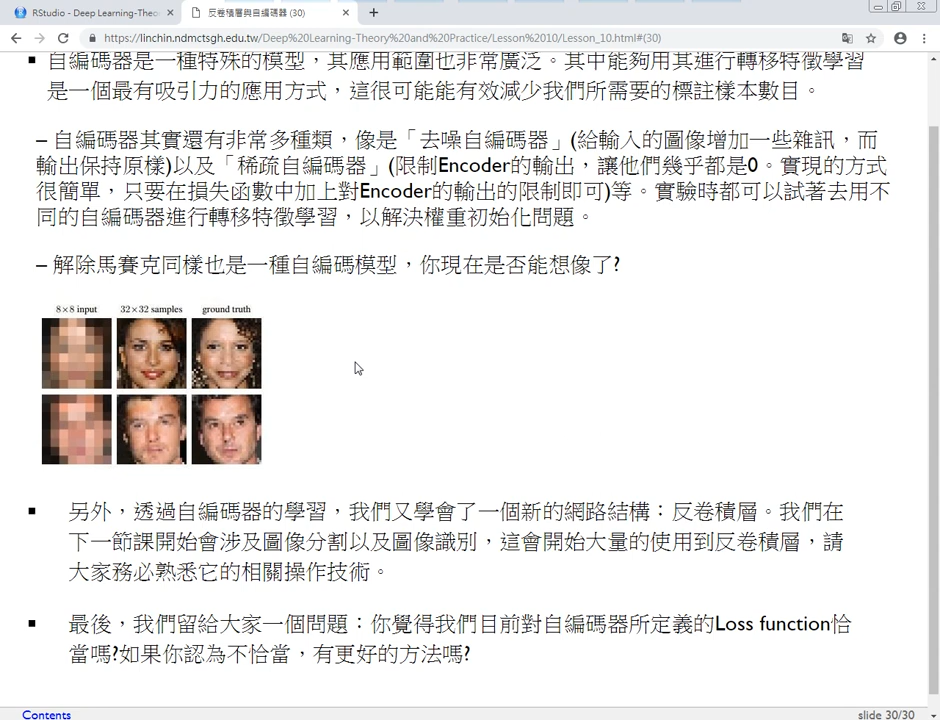 RStudio - Deep Learning-Theo
反卷積層與自編碼器 (30)
https://linchin.ndmctsgh.edu.tw/Deep%20Learning-Theory%20and%20Practice/Lesson%2010/Lesson_10.html#(30)
自編碼器是一種特殊的模型，其應用範圍也非常廣泛。其中能夠用其進行轉移特徵學習
是一個最有吸引力的應用方式，這很可能能有效減少我們所需要的標註樣本數目。
– 自編碼器其實還有非常多種類，像是「去噪自編碼器」(給輸入的圖像增加一些雜訊，而
輸出保持原樣)以及「稀疏自編碼器」(限制Encoder的輸出，讓他們幾乎都是0。實現的方式
很簡單，只要在損失函數中加上對Encoder的輸出的限制即可)等。實驗時都可以試著去用不
同的自編碼器進行轉移特徵學習，以解決權重初始化問題。
– 解除馬賽克同樣也是一種自編碼模型，你現在是否能想像了?
8×8 input 32×32 samples ground truth
另外，透過自編碼器的學習，我們又學會了一個新的網路結構：反卷積層。我們在
下一節課開始會涉及圖像分割以及圖像識別，這會開始大量的使用到反卷積層，請
大家務必熟悉它的相關操作技術。
最後，我們留給大家一個問題：你覺得我們目前對自編碼器所定義的Loss function恰
當嗎?如果你認為不恰當，有更好的方法嗎?
Contents slide 30/30